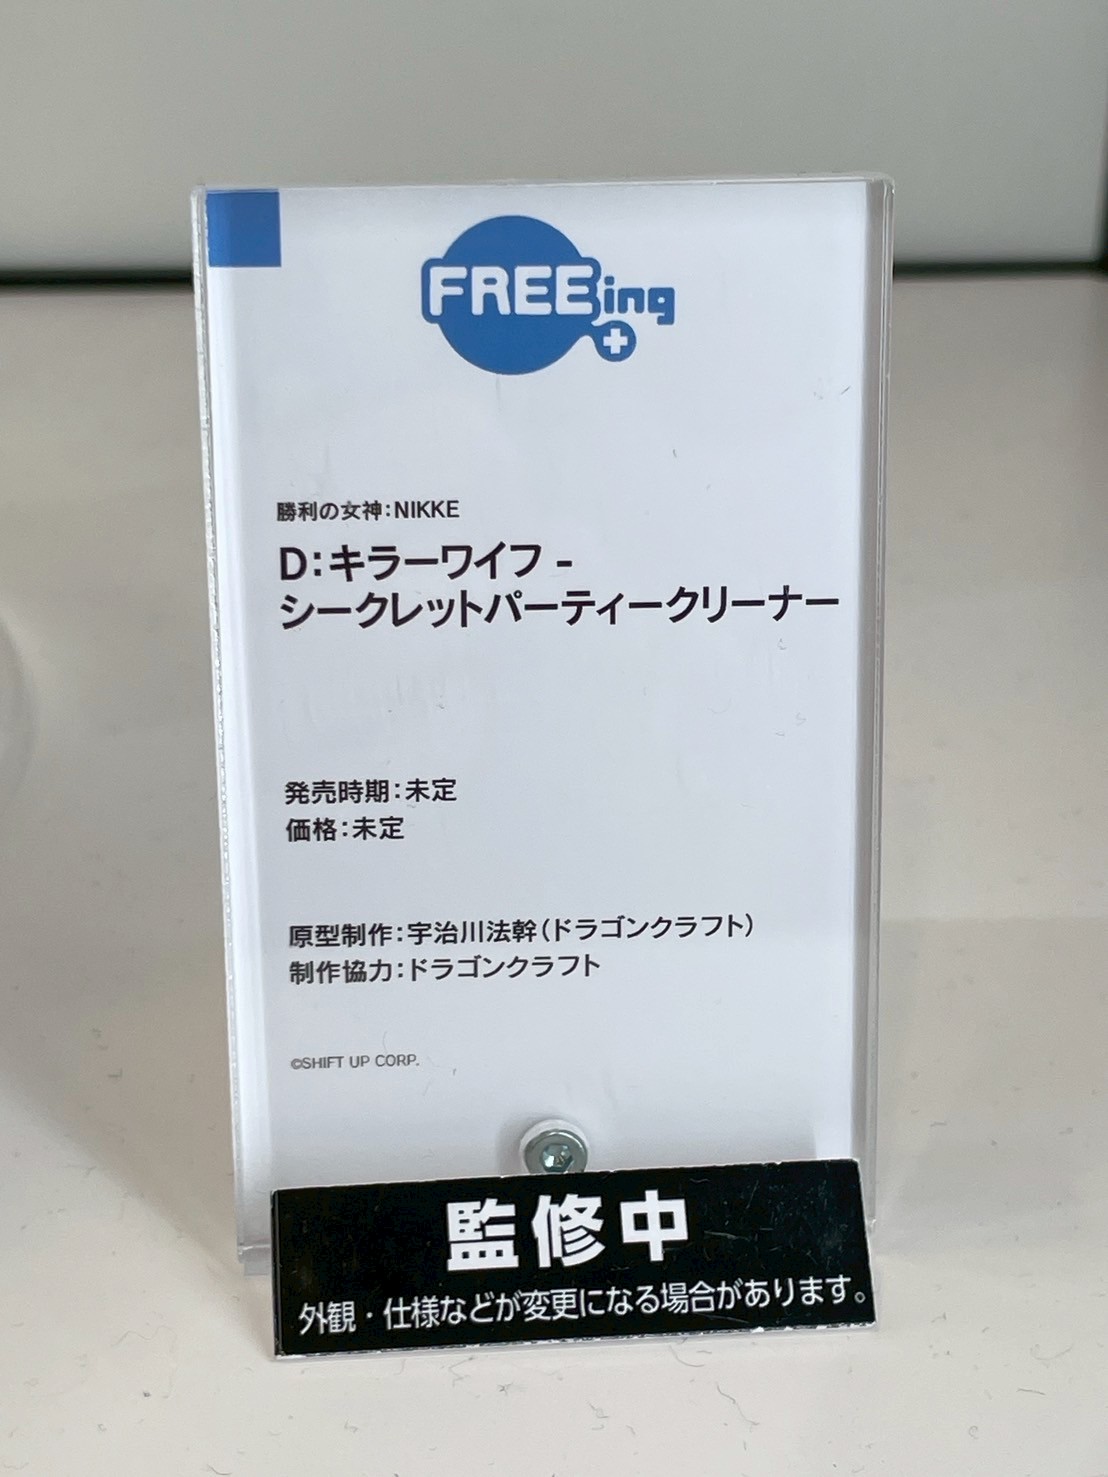 FREEing
勝利の女神：NIKKE
D：キラーワイフ -
シークレットパーティークリーナー
発売時期：未定
価格：未定
原型制作：宇治川法幹（ドラゴンクラフト）
制作協力：ドラゴンクラフト
©SHIFT UP CORP.
監修中
外観・仕様などが変更になる場合があります。